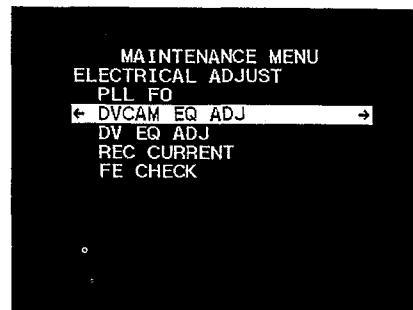 MAINTENANCE MENU
ELECTRICAL ADJUST
PLL FO
← DVCAM EQ ADJ →
DV EQ ADJ
REC CURRENT
FE CHECK